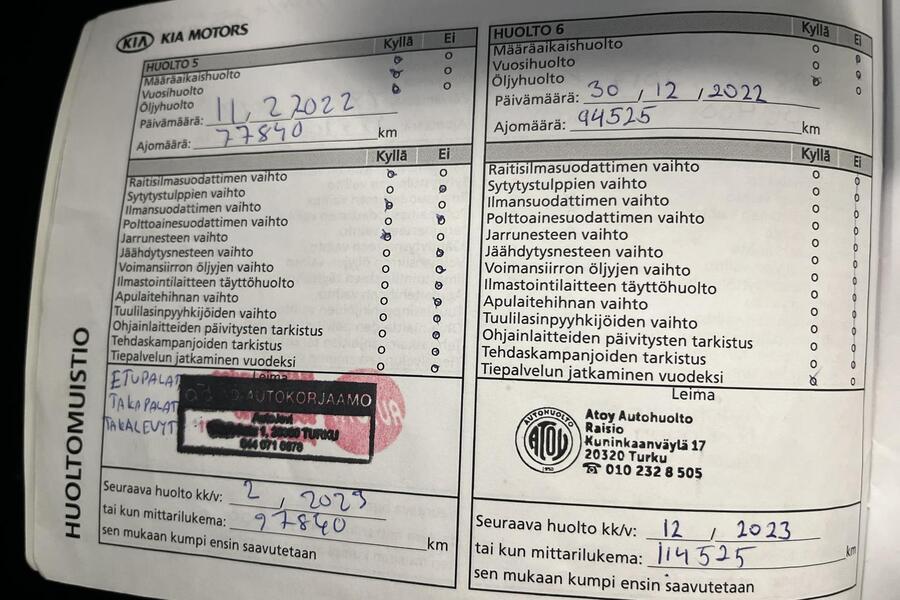 KIA KIA MOTORS
HUOLTOMUISTIO
HUOLTO 5 Kyllä Ei
Määräaikaishuolto
Vuosihuolto
Öljyhuolto
Päivämäärä: 11, 2 2022
Ajomäärä: 77840 km
Kyllä Ei
Raitisilmasuodattimen vaihto
Sytytystulppien vaihto
Ilmansuodattimen vaihto
Polttoainesuodattimen vaihto
Jarrunesteen vaihto
Jäähdytysnesteen vaihto
Voimansiirron öljyjen vaihto
Ilmastointilaitteen täyttöhuolto
Apulaitehihnan vaihto
Tuulilasinpyyhkijöiden vaihto
Ohjainlaitteiden päivitysten tarkistus
Tehdaskampanjoiden tarkistus
Tiepalvelun jatkaminen vuodeksi
Leima
ETUPALAT
TAKAPALAT
TAKALEVYT
AUTOKORJAAMO
TURKU
044 071 0878
Seuraava huolto kk/v: 2, 2023
tai kun mittarilukema: 97840 km
sen mukaan kumpi ensin saavutetaan
HUOLTO 6 Kyllä Ei
Määräaikaishuolto
Vuosihuolto
Öljyhuolto
Päivämäärä: 30, 12, 2022
Ajomäärä: 94525 km
Kyllä Ei
Raitisilmasuodattimen vaihto
Sytytystulppien vaihto
Ilmansuodattimen vaihto
Polttoainesuodattimen vaihto
Jarrunesteen vaihto
Jäähdytysnesteen vaihto
Voimansiirron öljyjen vaihto
Ilmastointilaitteen täyttöhuolto
Apulaitehihnan vaihto
Tuulilasinpyyhkijöiden vaihto
Ohjainlaitteiden päivitysten tarkistus
Tehdaskampanjoiden tarkistus
Tiepalvelun jatkaminen vuodeksi
Leima
AUTOHUOLTO
ATOY
Atoy Autohuolto
Raisio
Kuninkaanväylä 17
20320 Turku
☎ 010 232 8 505
Seuraava huolto kk/v: 12, 2023
tai kun mittarilukema: 114525 km
sen mukaan kumpi ensin saavutetaan